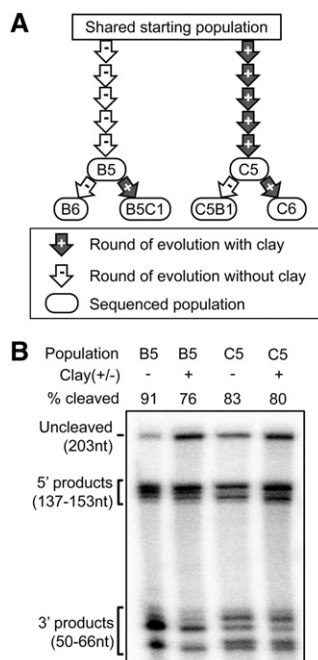 A
Shared starting population
- +
- +
- +
- +
- +
B5 C5
- + - +
B6 B5C1 C5B1 C6
+ Round of evolution with clay
- Round of evolution without clay
Sequenced population
B
Population B5 B5 C5 C5
Clay(+/-) - + - +
% cleaved 91 76 83 80
Uncleaved
(203nt)
5' products
(137-153nt)
3' products
(50-66nt)